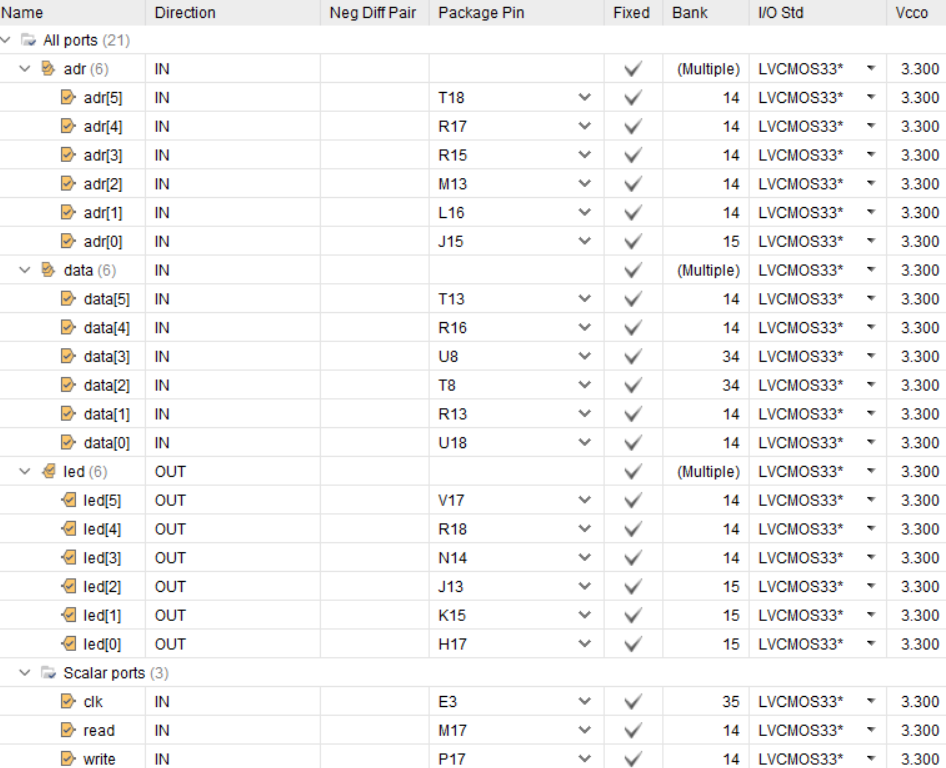 Name Direction Neg Diff Pair Package Pin Fixed Bank I/O Std Vcco
All ports (21)
adr (6) IN (Multiple) LVCMOS33* 3.300
adr[5] IN T18 14 LVCMOS33* 3.300
adr[4] IN R17 14 LVCMOS33* 3.300
adr[3] IN R15 14 LVCMOS33* 3.300
adr[2] IN M13 14 LVCMOS33* 3.300
adr[1] IN L16 14 LVCMOS33* 3.300
adr[0] IN J15 15 LVCMOS33* 3.300
data (6) IN (Multiple) LVCMOS33* 3.300
data[5] IN T13 14 LVCMOS33* 3.300
data[4] IN R16 14 LVCMOS33* 3.300
data[3] IN U8 34 LVCMOS33* 3.300
data[2] IN T8 34 LVCMOS33* 3.300
data[1] IN R13 14 LVCMOS33* 3.300
data[0] IN U18 14 LVCMOS33* 3.300
led (6) OUT (Multiple) LVCMOS33* 3.300
led[5] OUT V17 14 LVCMOS33* 3.300
led[4] OUT R18 14 LVCMOS33* 3.300
led[3] OUT N14 14 LVCMOS33* 3.300
led[2] OUT J13 15 LVCMOS33* 3.300
led[1] OUT K15 15 LVCMOS33* 3.300
led[0] OUT H17 15 LVCMOS33* 3.300
Scalar ports (3)
clk IN E3 35 LVCMOS33* 3.300
read IN M17 14 LVCMOS33* 3.300
write IN P17 14 LVCMOS33* 3.300